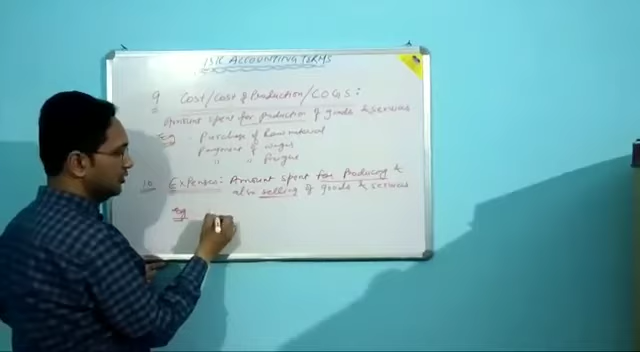 BASIC ACCOUNTING TERMS
9 Cost/Cost of Production/COGS:
Amount spent for production of goods & services
Eg • Purchase of Raw material
Payment of wages
" " Freight
10. Expenses: Amount spent for Producing &
also selling of goods & services
Eg